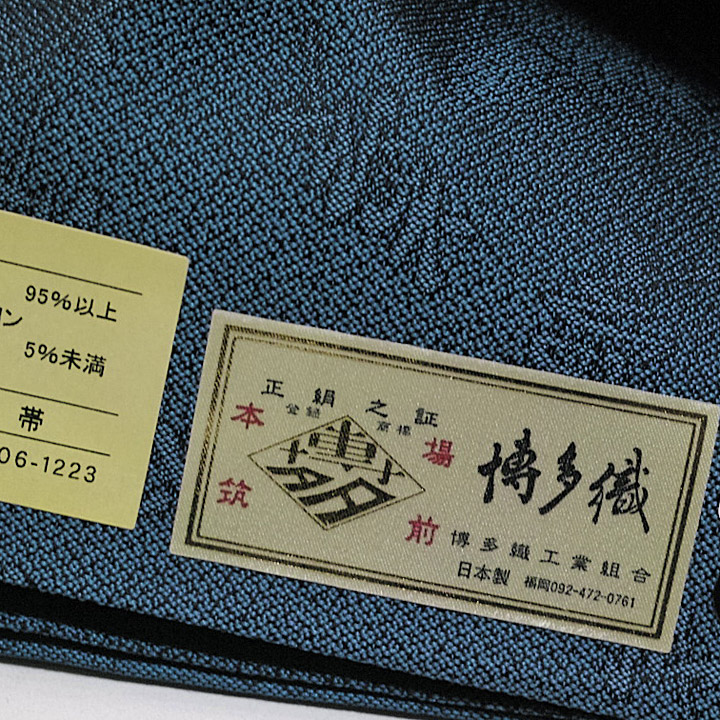 95%以上
ン
5%未満
帯
06-1223
正絹之証
登録 商標
本場
筑前
博多
博多織
博多織工業組合
日本製 福岡092-472-0761